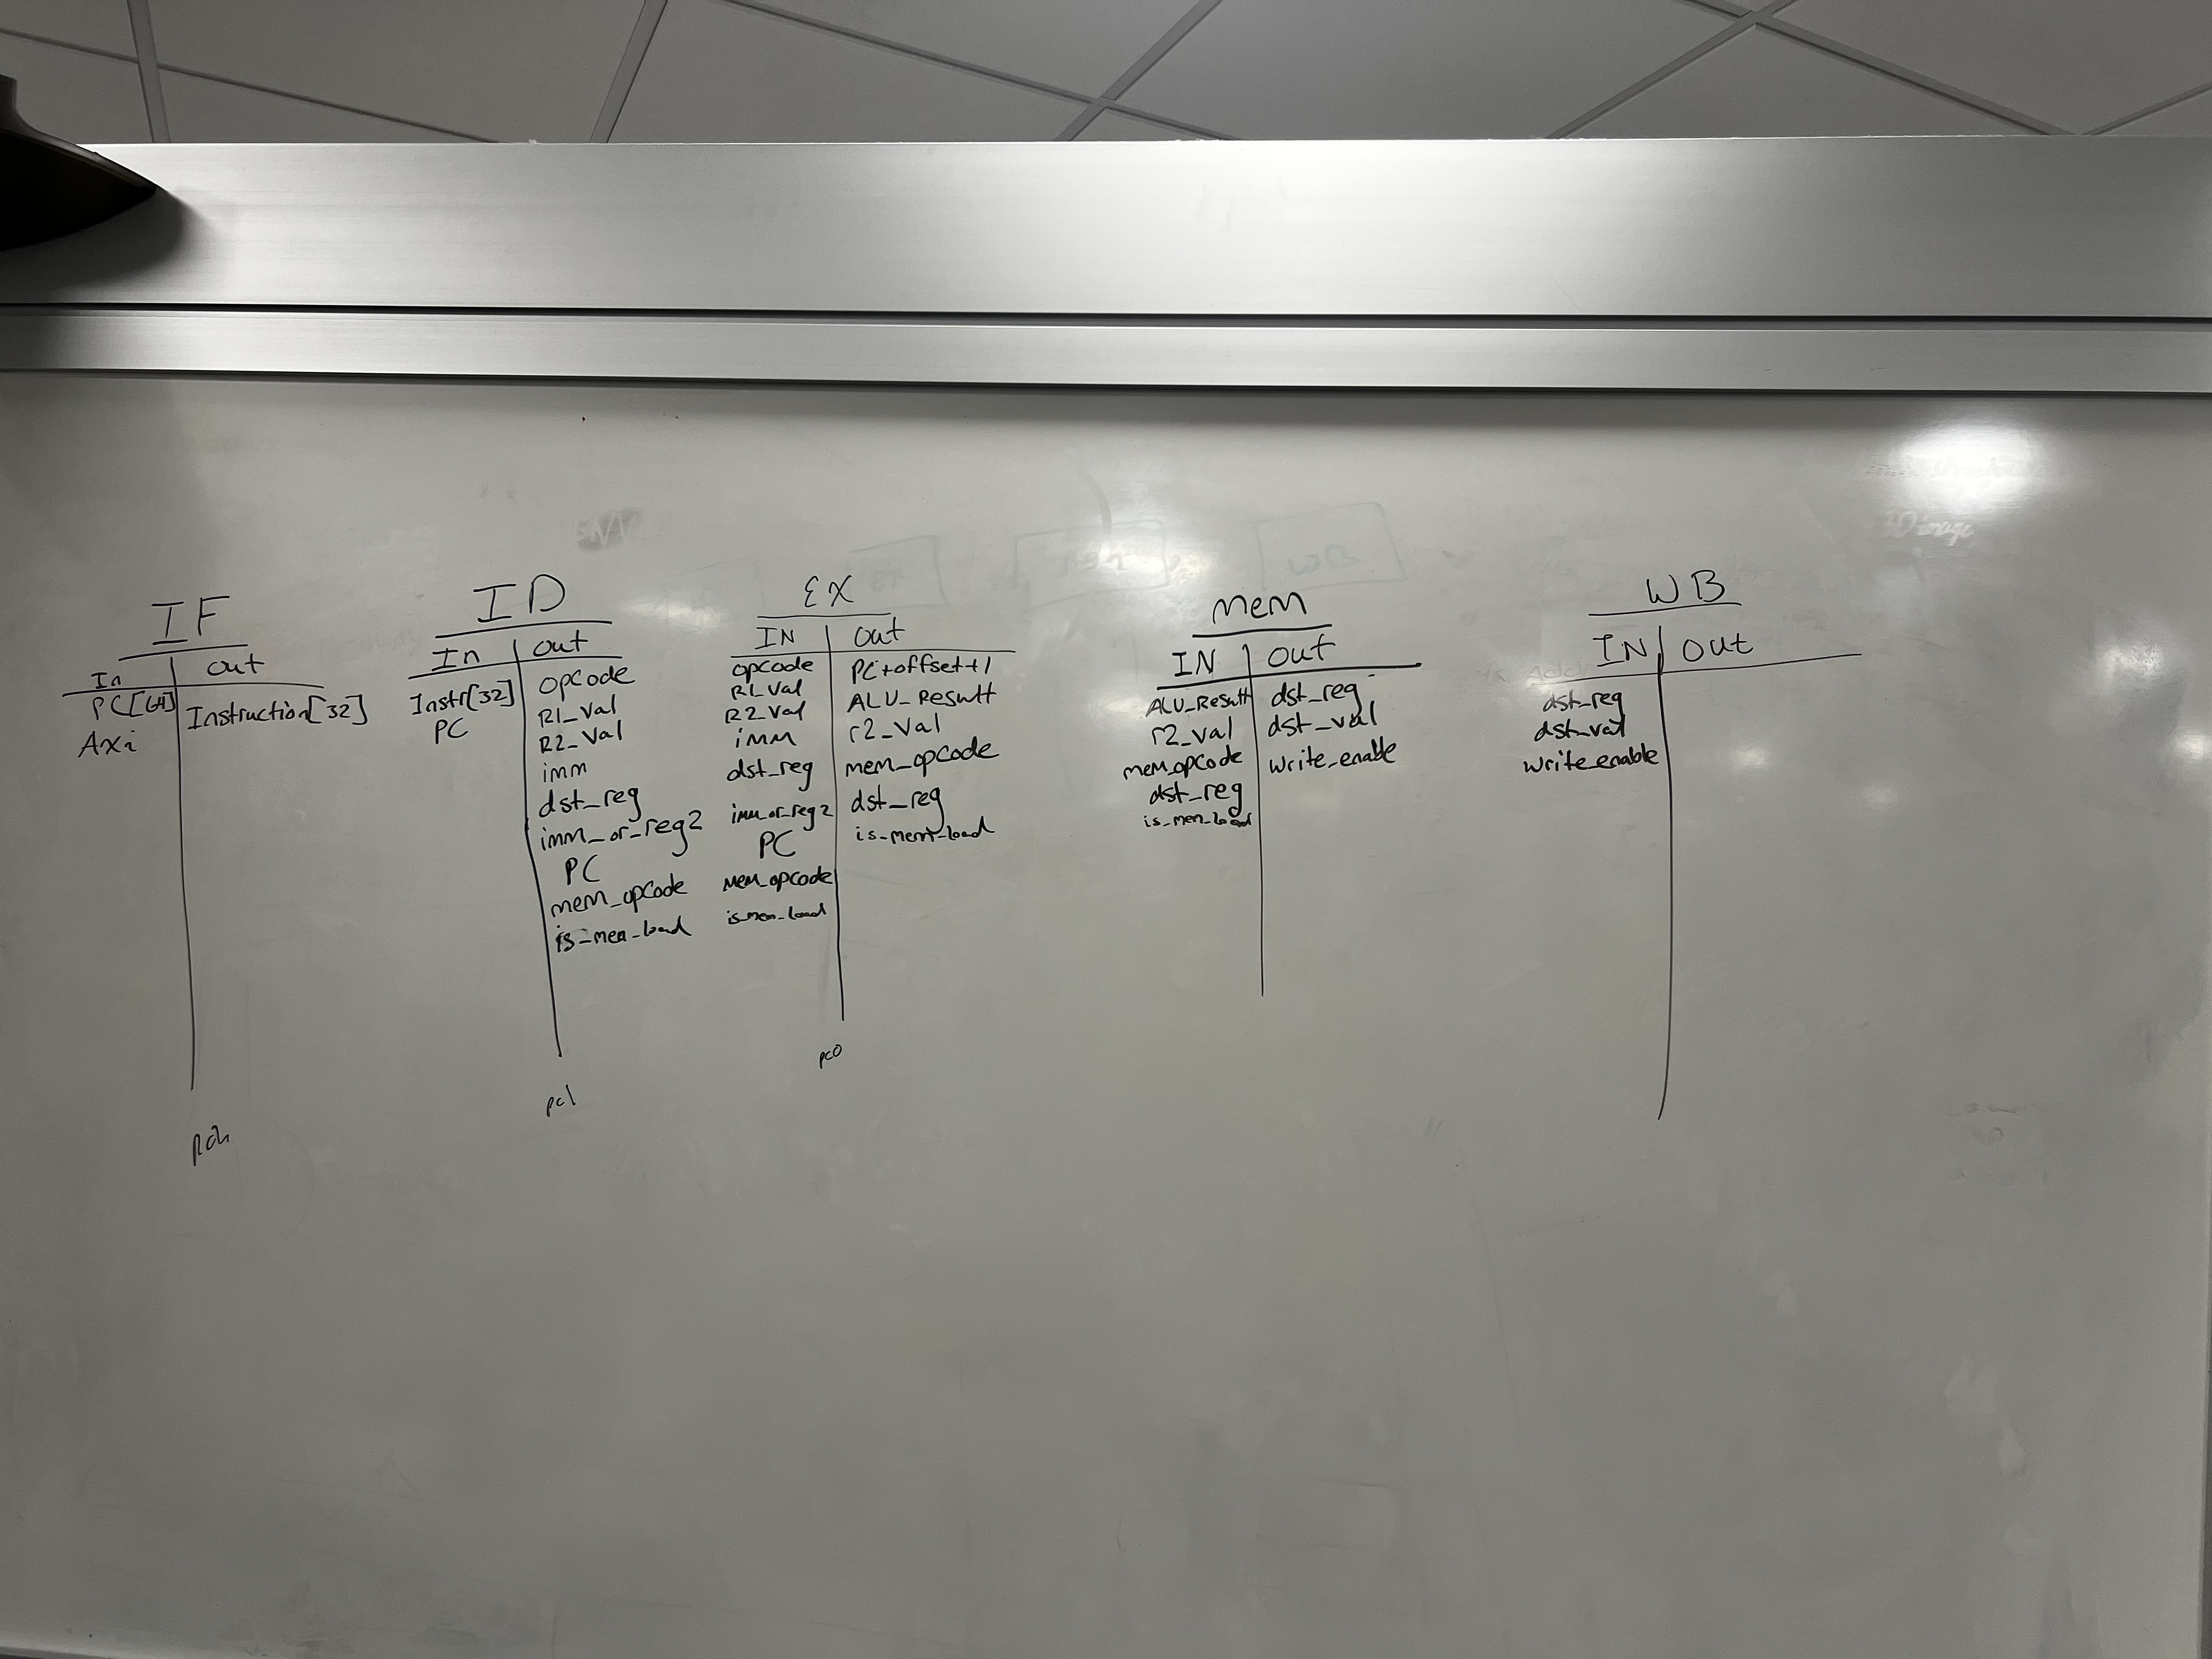 IF
In | out
PC[64] | Instruction[32]
Axi
ID
In | out
Instr[32] | opcode
PC | R1_Val
R2_Val
imm
dst_reg
imm_or_reg2
PC
mem_opcode
is_mem_load
EX
IN | out
opcode | PC+offset+1
R1_Val | ALU_Result
R2_Val | r2_Val
imm | mem_opcode
dst_reg | dst_reg
imm_or_reg2 | is_mem_load
PC
mem_opcode
is_mem_load
mem
IN | out
ALU_Result | dst_reg
r2_val | dst_val
mem_opcode | write_enable
dst_reg
is_mem_load
WB
IN | out
dst_reg
dst_val
write_enable
pc1
pc0
3D image